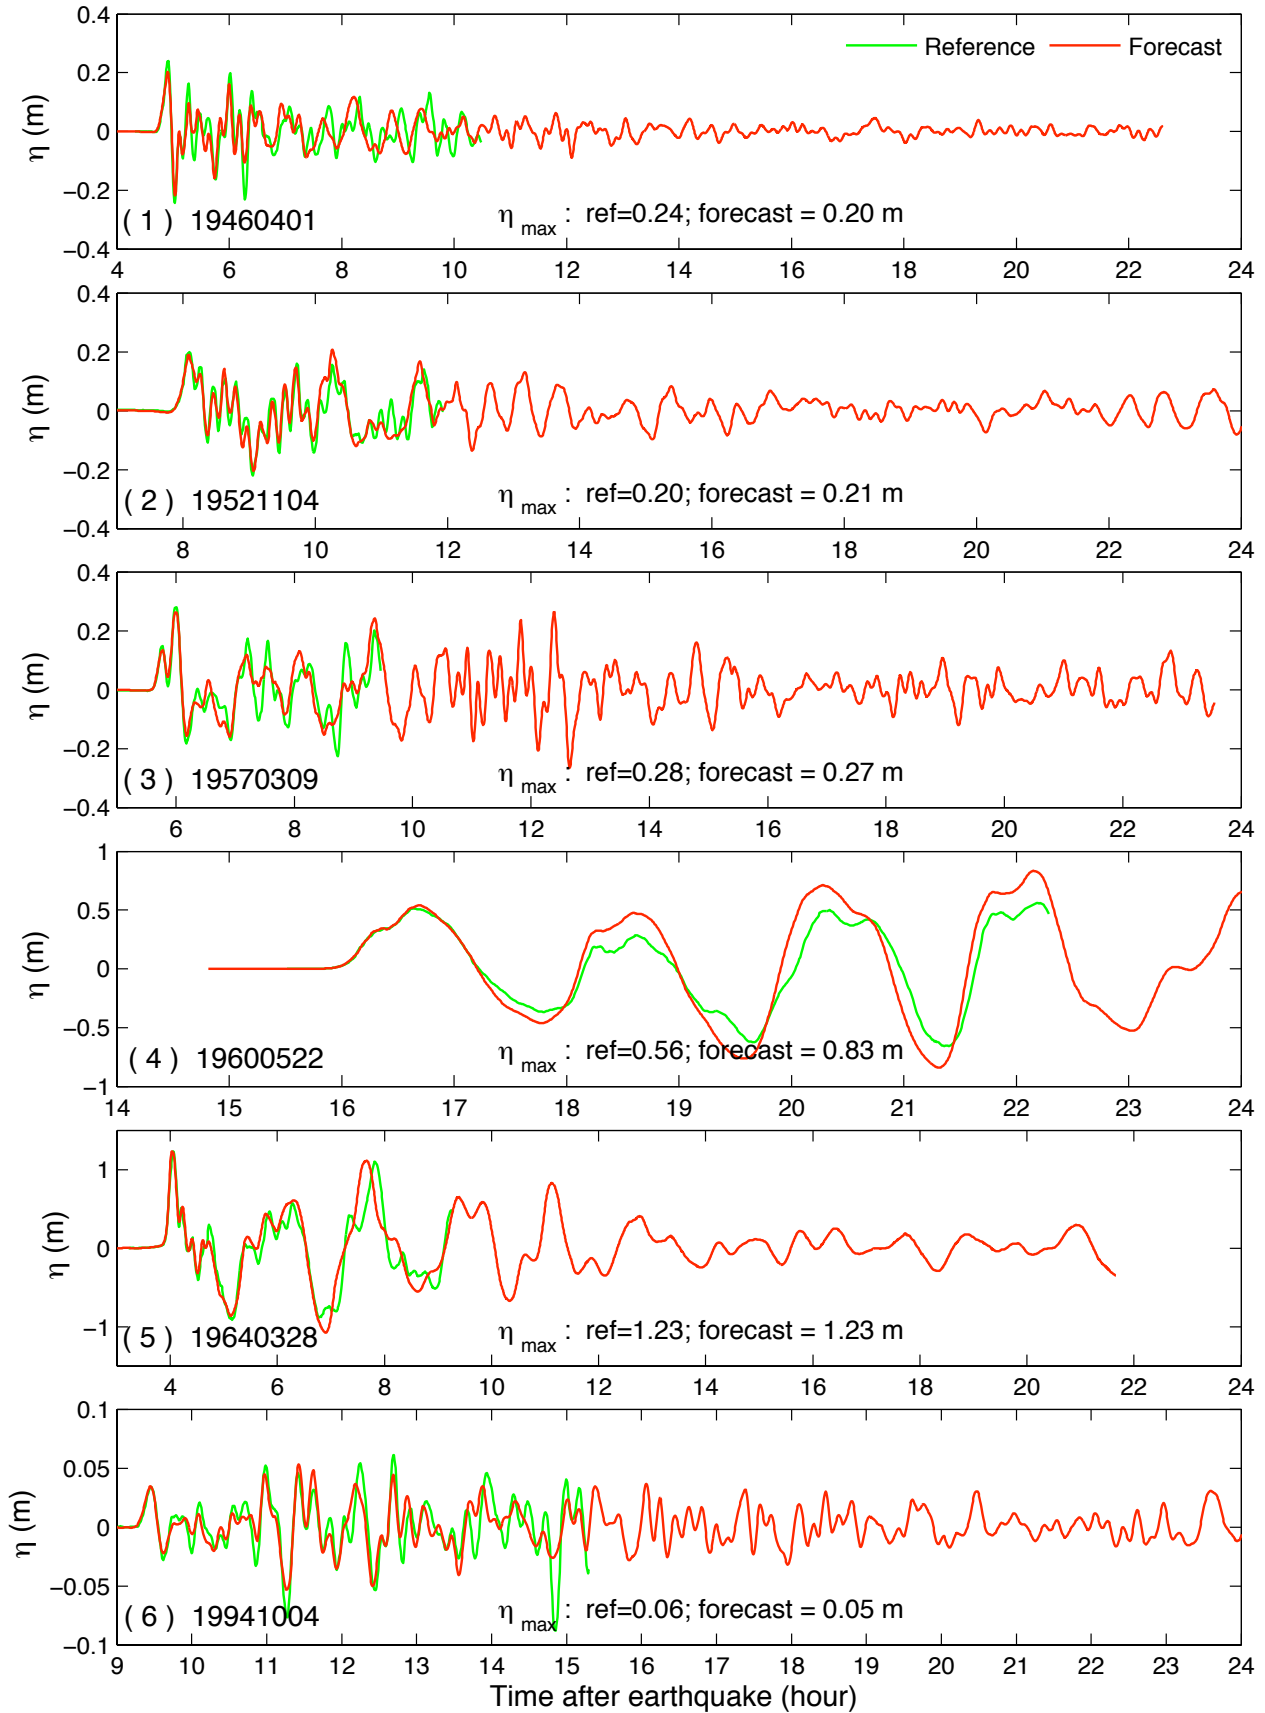 0.4
0.2
0
−0.2
−0.4
η (m)
Reference Forecast
( 1 ) 19460401
η max : ref=0.24; forecast = 0.20 m
4 6 8 10 12 14 16 18 20 22 24
0.4
0.2
0
−0.2
−0.4
η (m)
( 2 ) 19521104
η max : ref=0.20; forecast = 0.21 m
8 10 12 14 16 18 20 22 24
0.4
0.2
0
−0.2
−0.4
η (m)
( 3 ) 19570309
η max : ref=0.28; forecast = 0.27 m
6 8 10 12 14 16 18 20 22 24
1
0.5
0
−0.5
−1
η (m)
( 4 ) 19600522
η max : ref=0.56; forecast = 0.83 m
14 15 16 17 18 19 20 21 22 23 24
1
0
−1
η (m)
( 5 ) 19640328
η max : ref=1.23; forecast = 1.23 m
4 6 8 10 12 14 16 18 20 22 24
0.1
0.05
0
−0.05
−0.1
η (m)
( 6 ) 19941004
η max : ref=0.06; forecast = 0.05 m
9 10 11 12 13 14 15 16 17 18 19 20 21 22 23 24
Time after earthquake (hour)